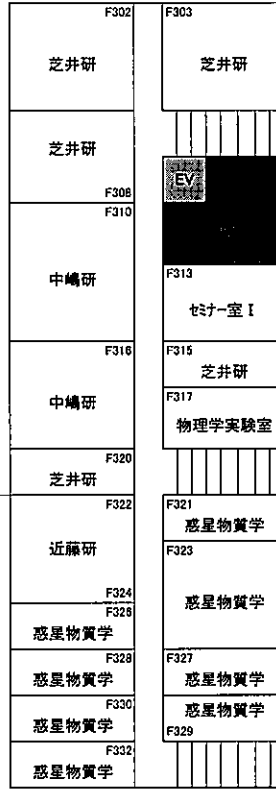 F302
芝井研
芝井研
F308
F310
中嶋研
F316
中嶋研
F320
芝井研
F322
近藤研
F324
F326
惑星物質学
F328
惑星物質学
F330
惑星物質学
F332
惑星物質学
F303
芝井研
EV
F313
セミナー室 I
F315
芝井研
F317
物理学実験室
F321
惑星物質学
F323
惑星物質学
F327
惑星物質学
惑星物質学
F329